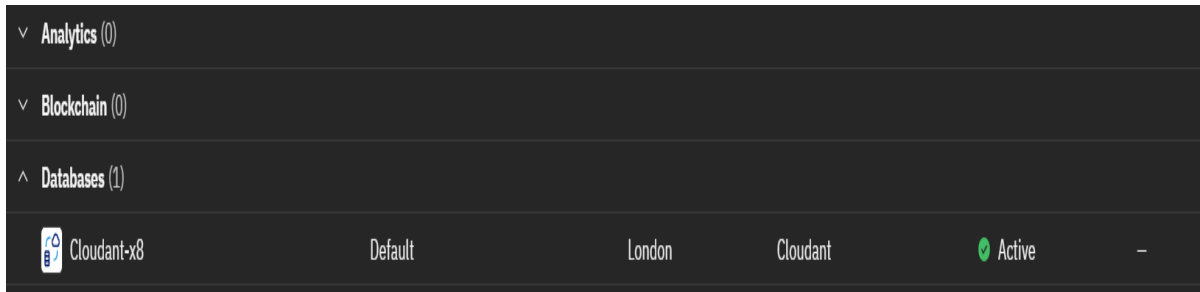 Analytics (0)
Blockchain (0)
Databases (1)
Cloudant-x8 Default London Cloudant Active –